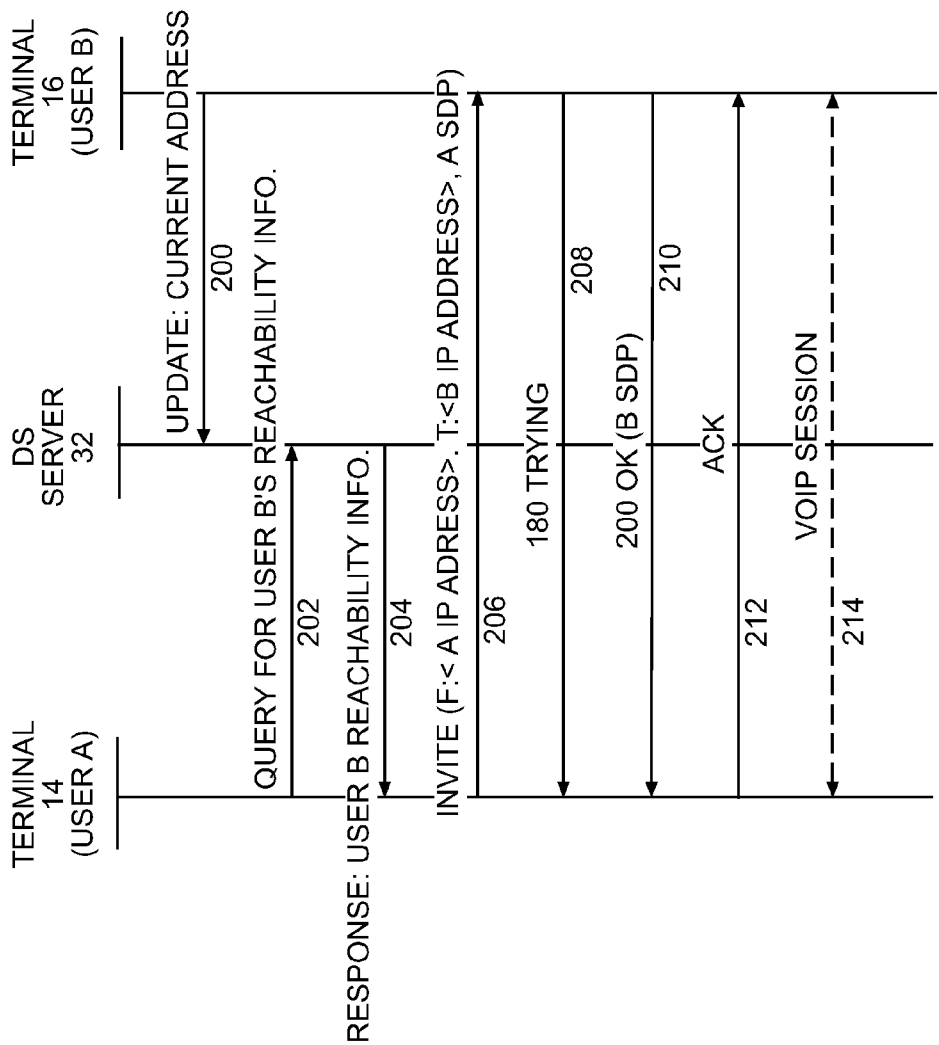 TERMINAL
14
(USER A)
DS
SERVER
32
TERMINAL
16
(USER B)
UPDATE: CURRENT ADDRESS
200
QUERY FOR USER B'S REACHABILITY INFO.
202
RESPONSE: USER B REACHABILITY INFO.
204
INVITE (F:< A IP ADRESS>. T:<B IP ADDRESS>, A SDP)
206
180 TRYING
208
200 OK (B SDP)
210
ACK
212
VOIP SESSION
214